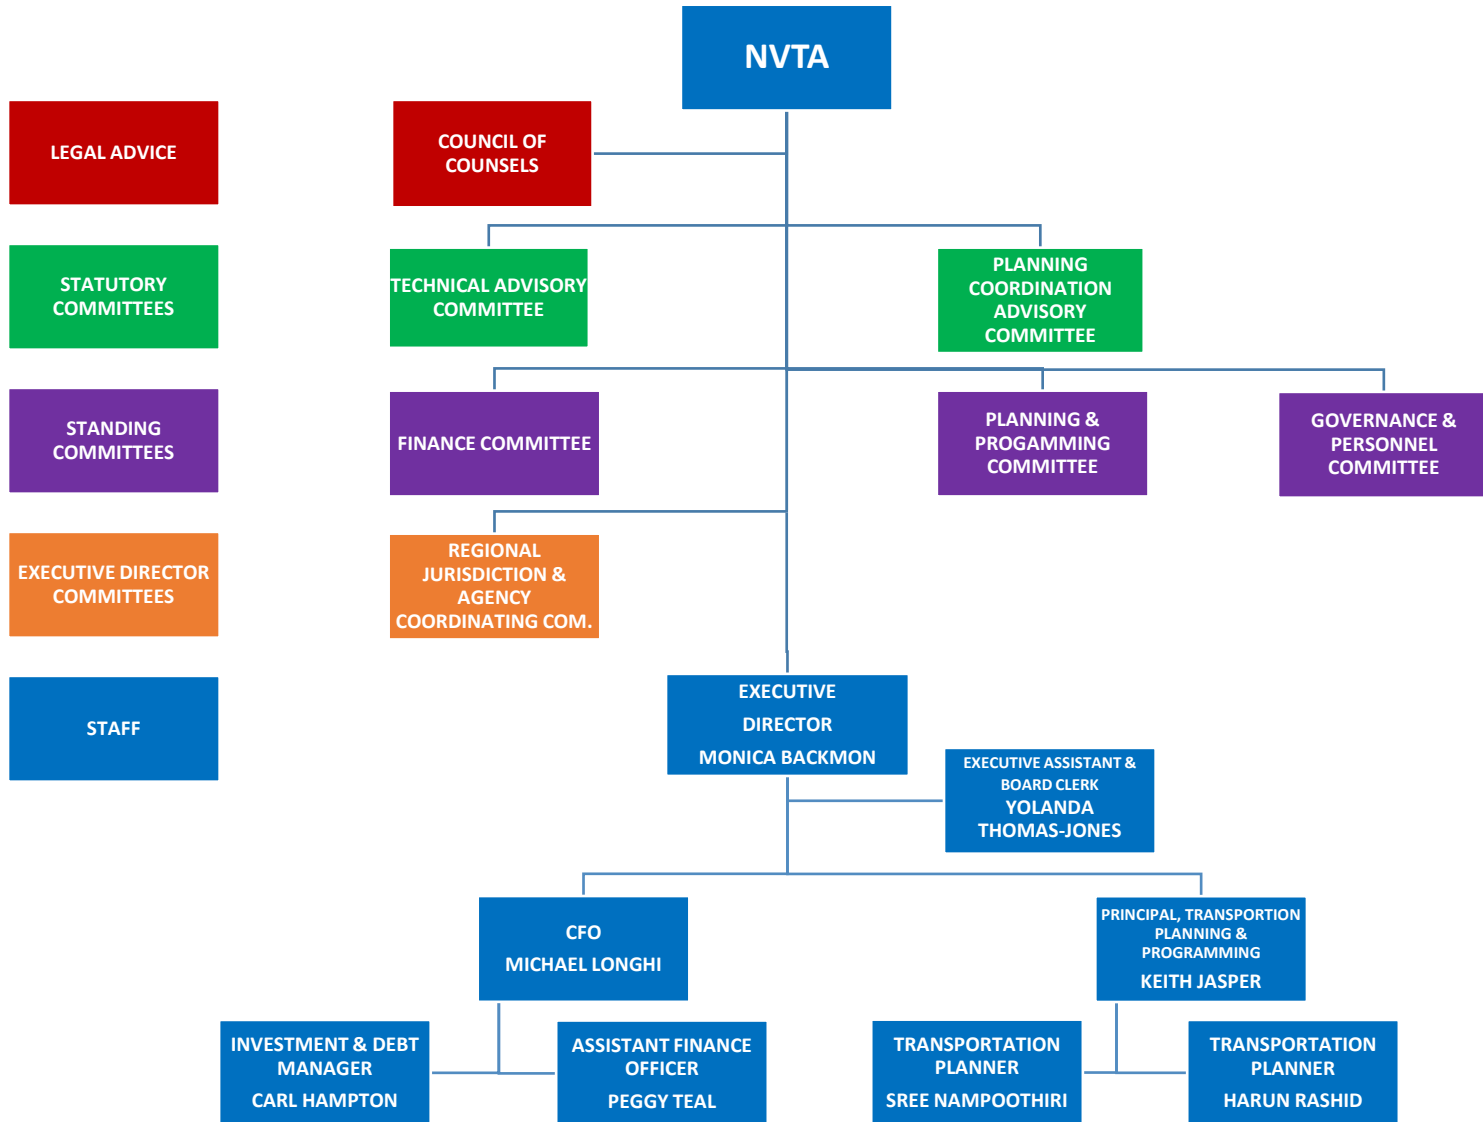 NVTA
LEGAL ADVICE
COUNCIL OF
COUNSELS
STATUTORY
COMMITTEES
TECHNICAL ADVISORY
COMMITTEE
PLANNING
COORDINATION
ADVISORY
COMMITTEE
STANDING
COMMITTEES
FINANCE COMMITTEE
PLANNING &
PROGAMMING
COMMITTEE
GOVERNANCE &
PERSONNEL
COMMITTEE
EXECUTIVE DIRECTOR
COMMITTEES
REGIONAL
JURISDICTION &
AGENCY
COORDINATING COM.
STAFF
EXECUTIVE
DIRECTOR
MONICA BACKMON
EXECUTIVE ASSISTANT &
BOARD CLERK
YOLANDA
THOMAS-JONES
CFO
MICHAEL LONGHI
PRINCIPAL, TRANSPORTION
PLANNING &
PROGRAMMING
KEITH JASPER
INVESTMENT & DEBT
MANAGER
CARL HAMPTON
ASSISTANT FINANCE
OFFICER
PEGGY TEAL
TRANSPORTATION
PLANNER
SREE NAMPOOTHIRI
TRANSPORTATION
PLANNER
HARUN RASHID